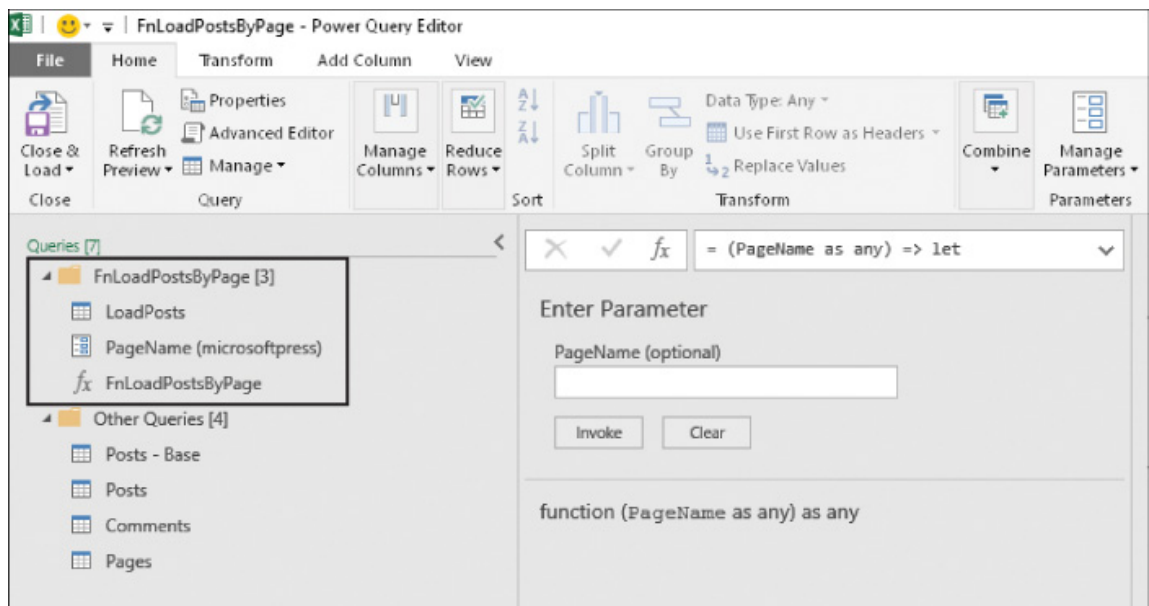 FnLoadPostsByPage - Power Query Editor
File Home Transform Add Column View
Close & Load
Refresh Preview
Properties
Advanced Editor
Manage
Manage Columns
Reduce Rows
Split Column
Group By
Data Type: Any
Use First Row as Headers
Replace Values
Combine
Manage Parameters
Close Query Sort Transform Parameters
Queries [7]
FnLoadPostsByPage [3]
LoadPosts
PageName (microsoftpress)
fx FnLoadPostsByPage
Other Queries [4]
Posts - Base
Posts
Comments
Pages
fx = (PageName as any) => let
Enter Parameter
PageName (optional)
Invoke Clear
function (PageName as any) as any